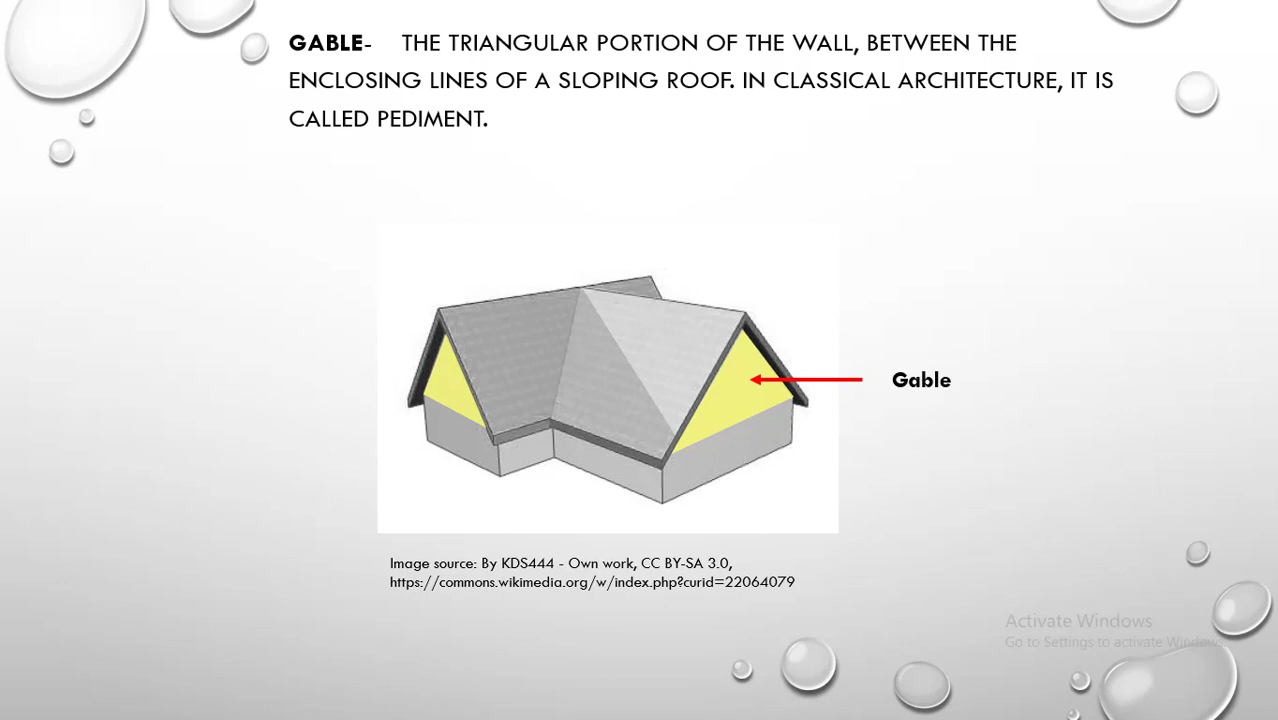 GABLE- THE TRIANGULAR PORTION OF THE WALL, BETWEEN THE
ENCLOSING LINES OF A SLOPING ROOF. IN CLASSICAL ARCHITECTURE, IT IS
CALLED PEDIMENT.
Gable
Image source: By KDS444 - Own work, CC BY-SA 3.0,
https://commons.wikimedia.org/w/index.php?curid=22064079
Activate Windows
Go to Settings to activate Windows.